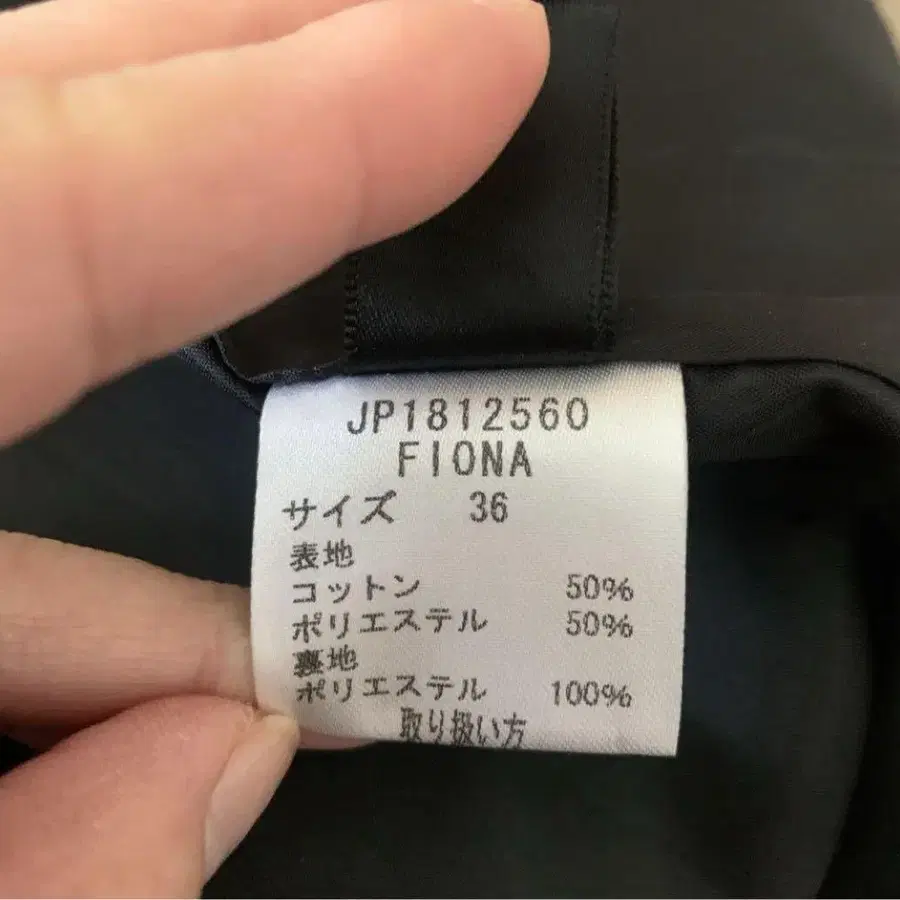 JP1812560
FIONA
サイズ 36
表地
コットン 50%
ポリエステル 50%
裏地
ポリエステル 100%
取り扱い方